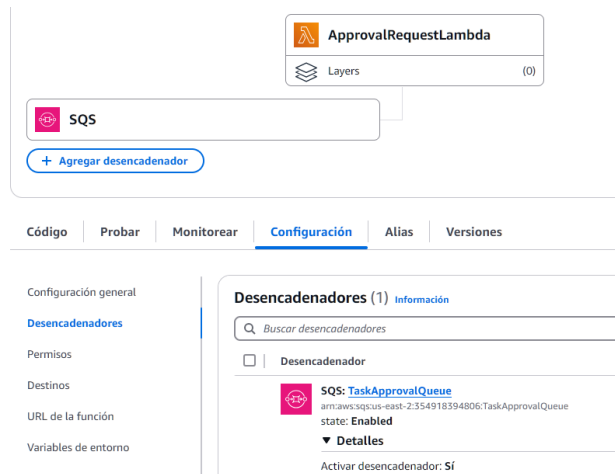 ApprovalRequestLambda
Layers (0)
SQS
+ Agregar desencadenador
Código Probar Monitorear Configuración Alias Versiones
Configuración general
Desencadenadores
Permisos
Destinos
URL de la función
Variables de entorno
Desencadenadores (1) Información
Buscar desencadenadores
Desencadenador
SQS: TaskApprovalQueue
arn:aws:sqs:us-east-2:354918394806:TaskApprovalQueue
state: Enabled
▼ Detalles
Activar desencadenador: Sí